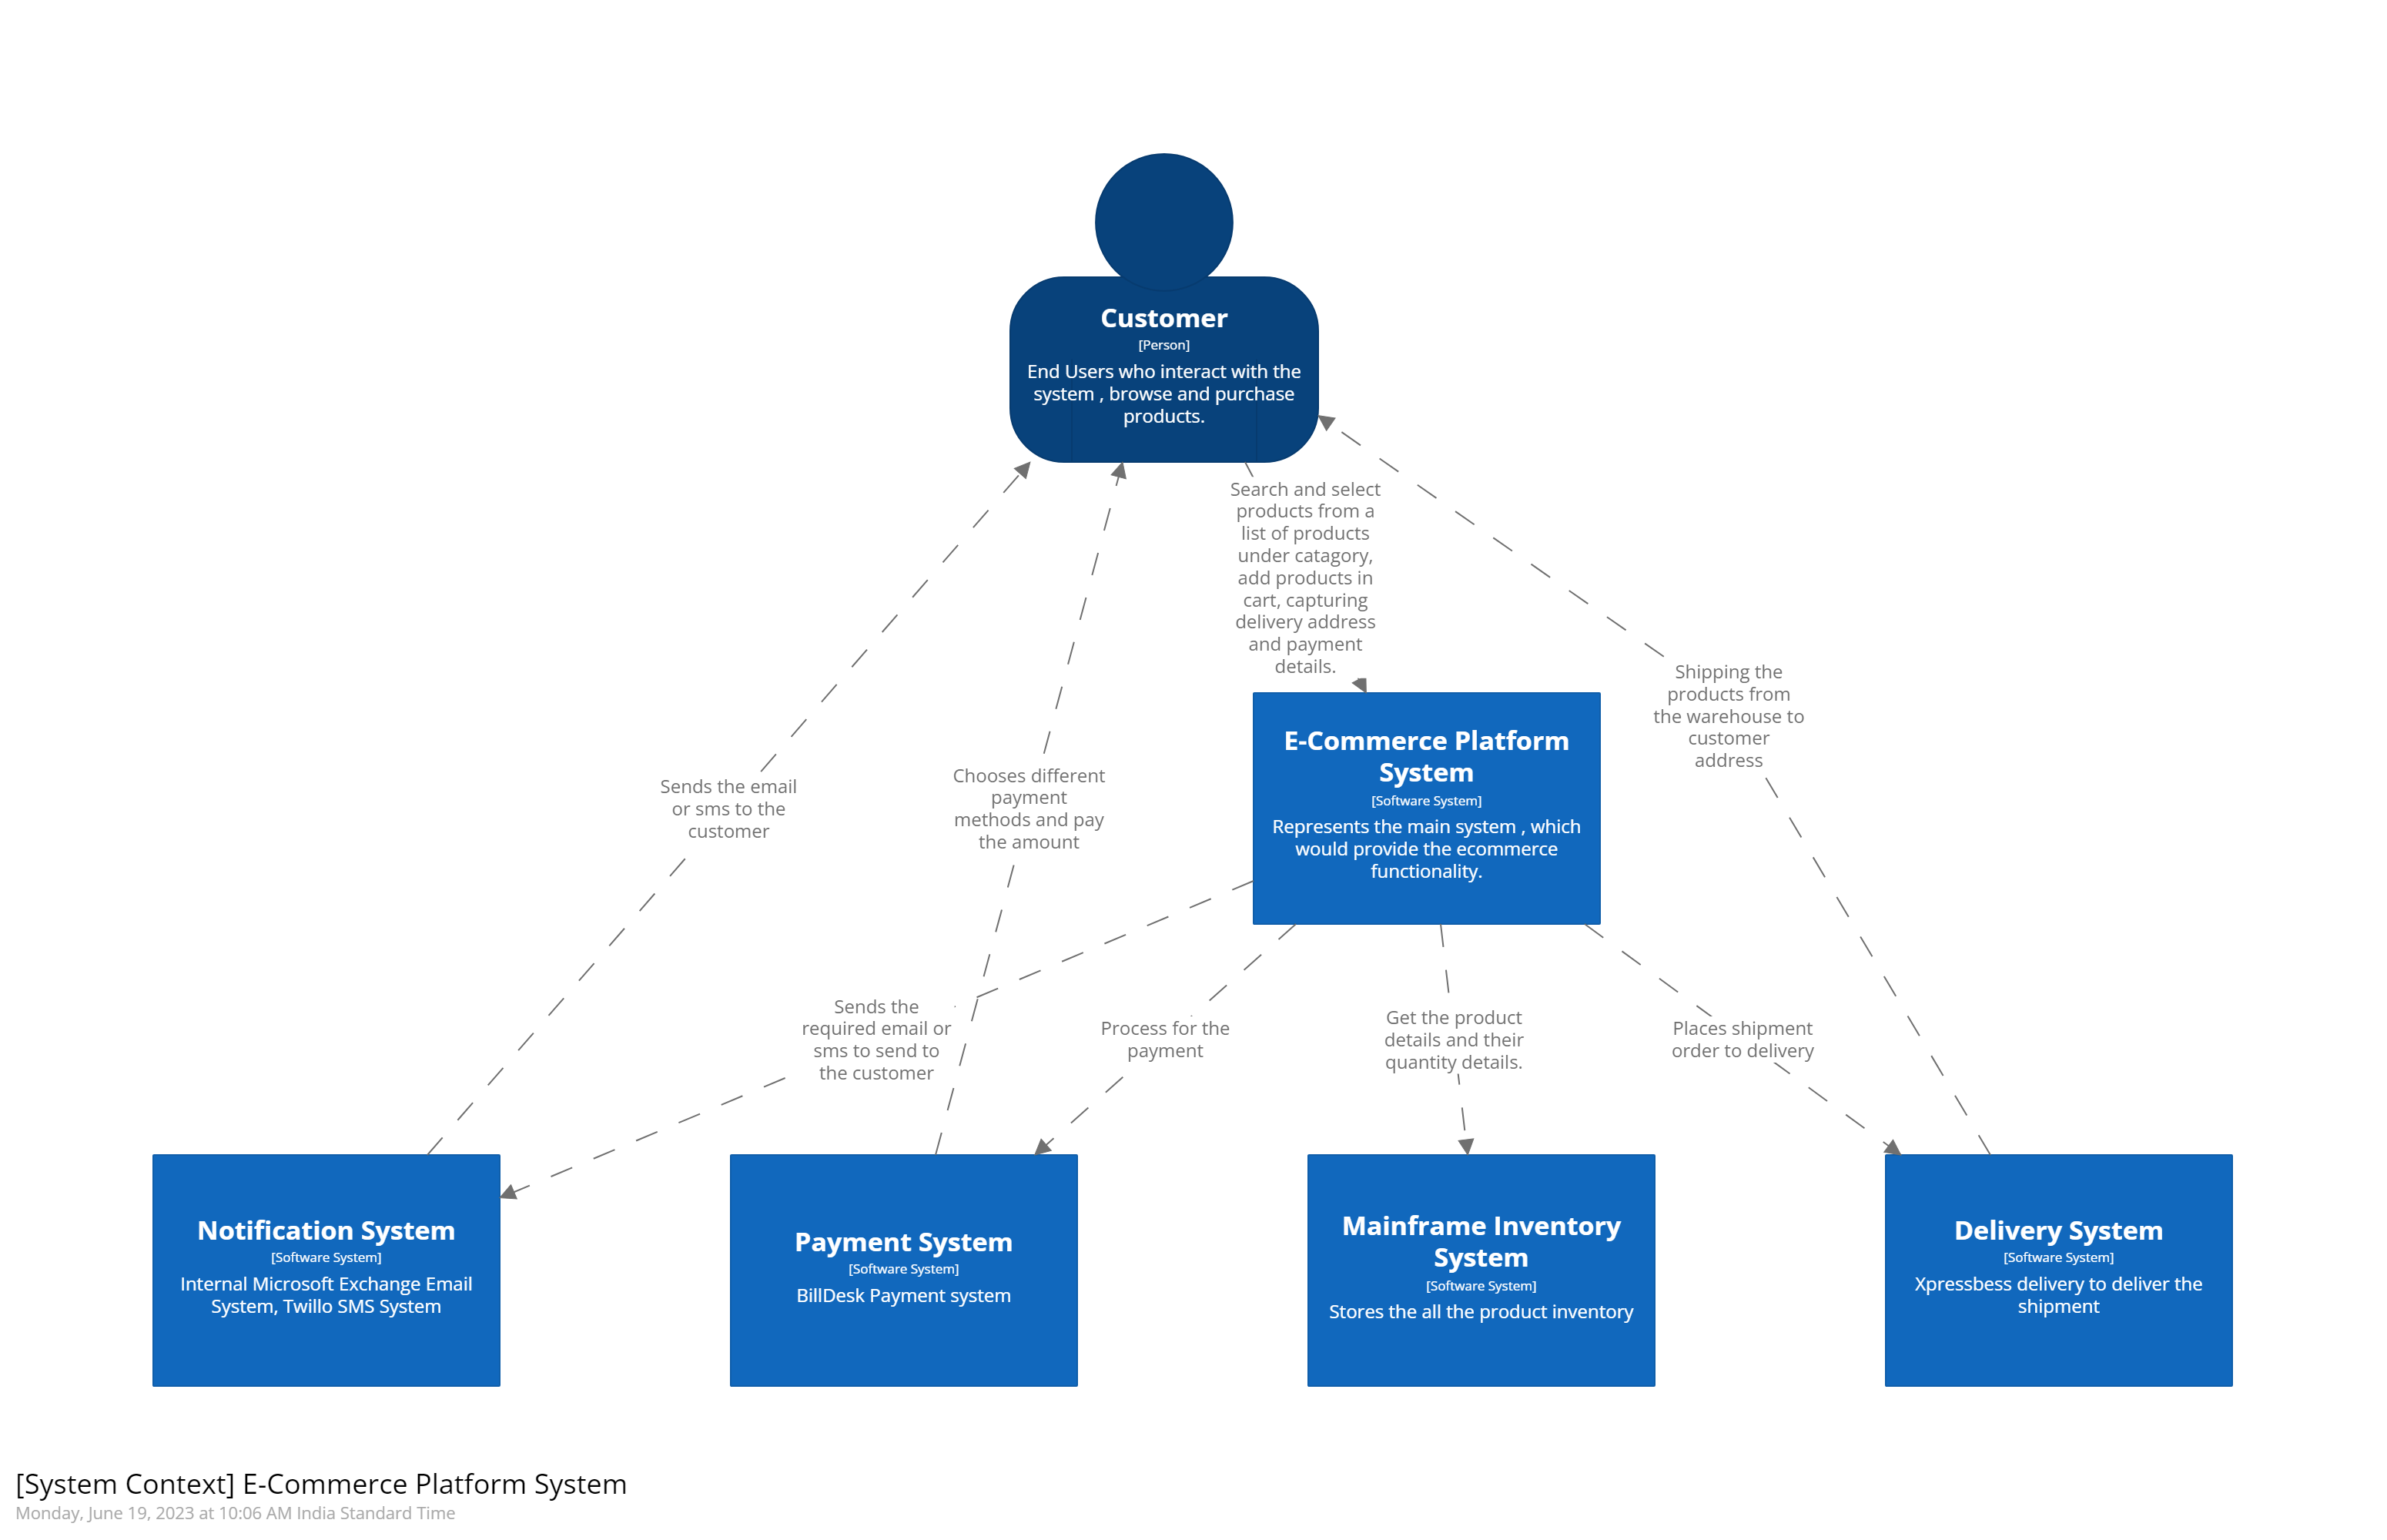 Customer
[Person]
End Users who interact with the
system , browse and purchase
products.
Search and select
products from a
list of products
under catagory,
add products in
cart, capturing
delivery address
and payment
details.
Shipping the
products from
the warehouse to
customer
address
Sends the email
or sms to the
customer
Chooses different
payment
methods and pay
the amount
E-Commerce Platform
System
[Software System]
Represents the main system , which
would provide the ecommerce
functionality.
Sends the
required email or
sms to send to
the customer
Process for the
payment
Get the product
details and their
quantity details.
Places shipment
order to delivery
Notification System
[Software System]
Internal Microsoft Exchange Email
System, Twillo SMS System
Payment System
[Software System]
BillDesk Payment system
Mainframe Inventory
System
[Software System]
Stores the all the product inventory
Delivery System
[Software System]
Xpressbess delivery to deliver the
shipment
[System Context] E-Commerce Platform System
Monday, June 19, 2023 at 10:06 AM India Standard Time